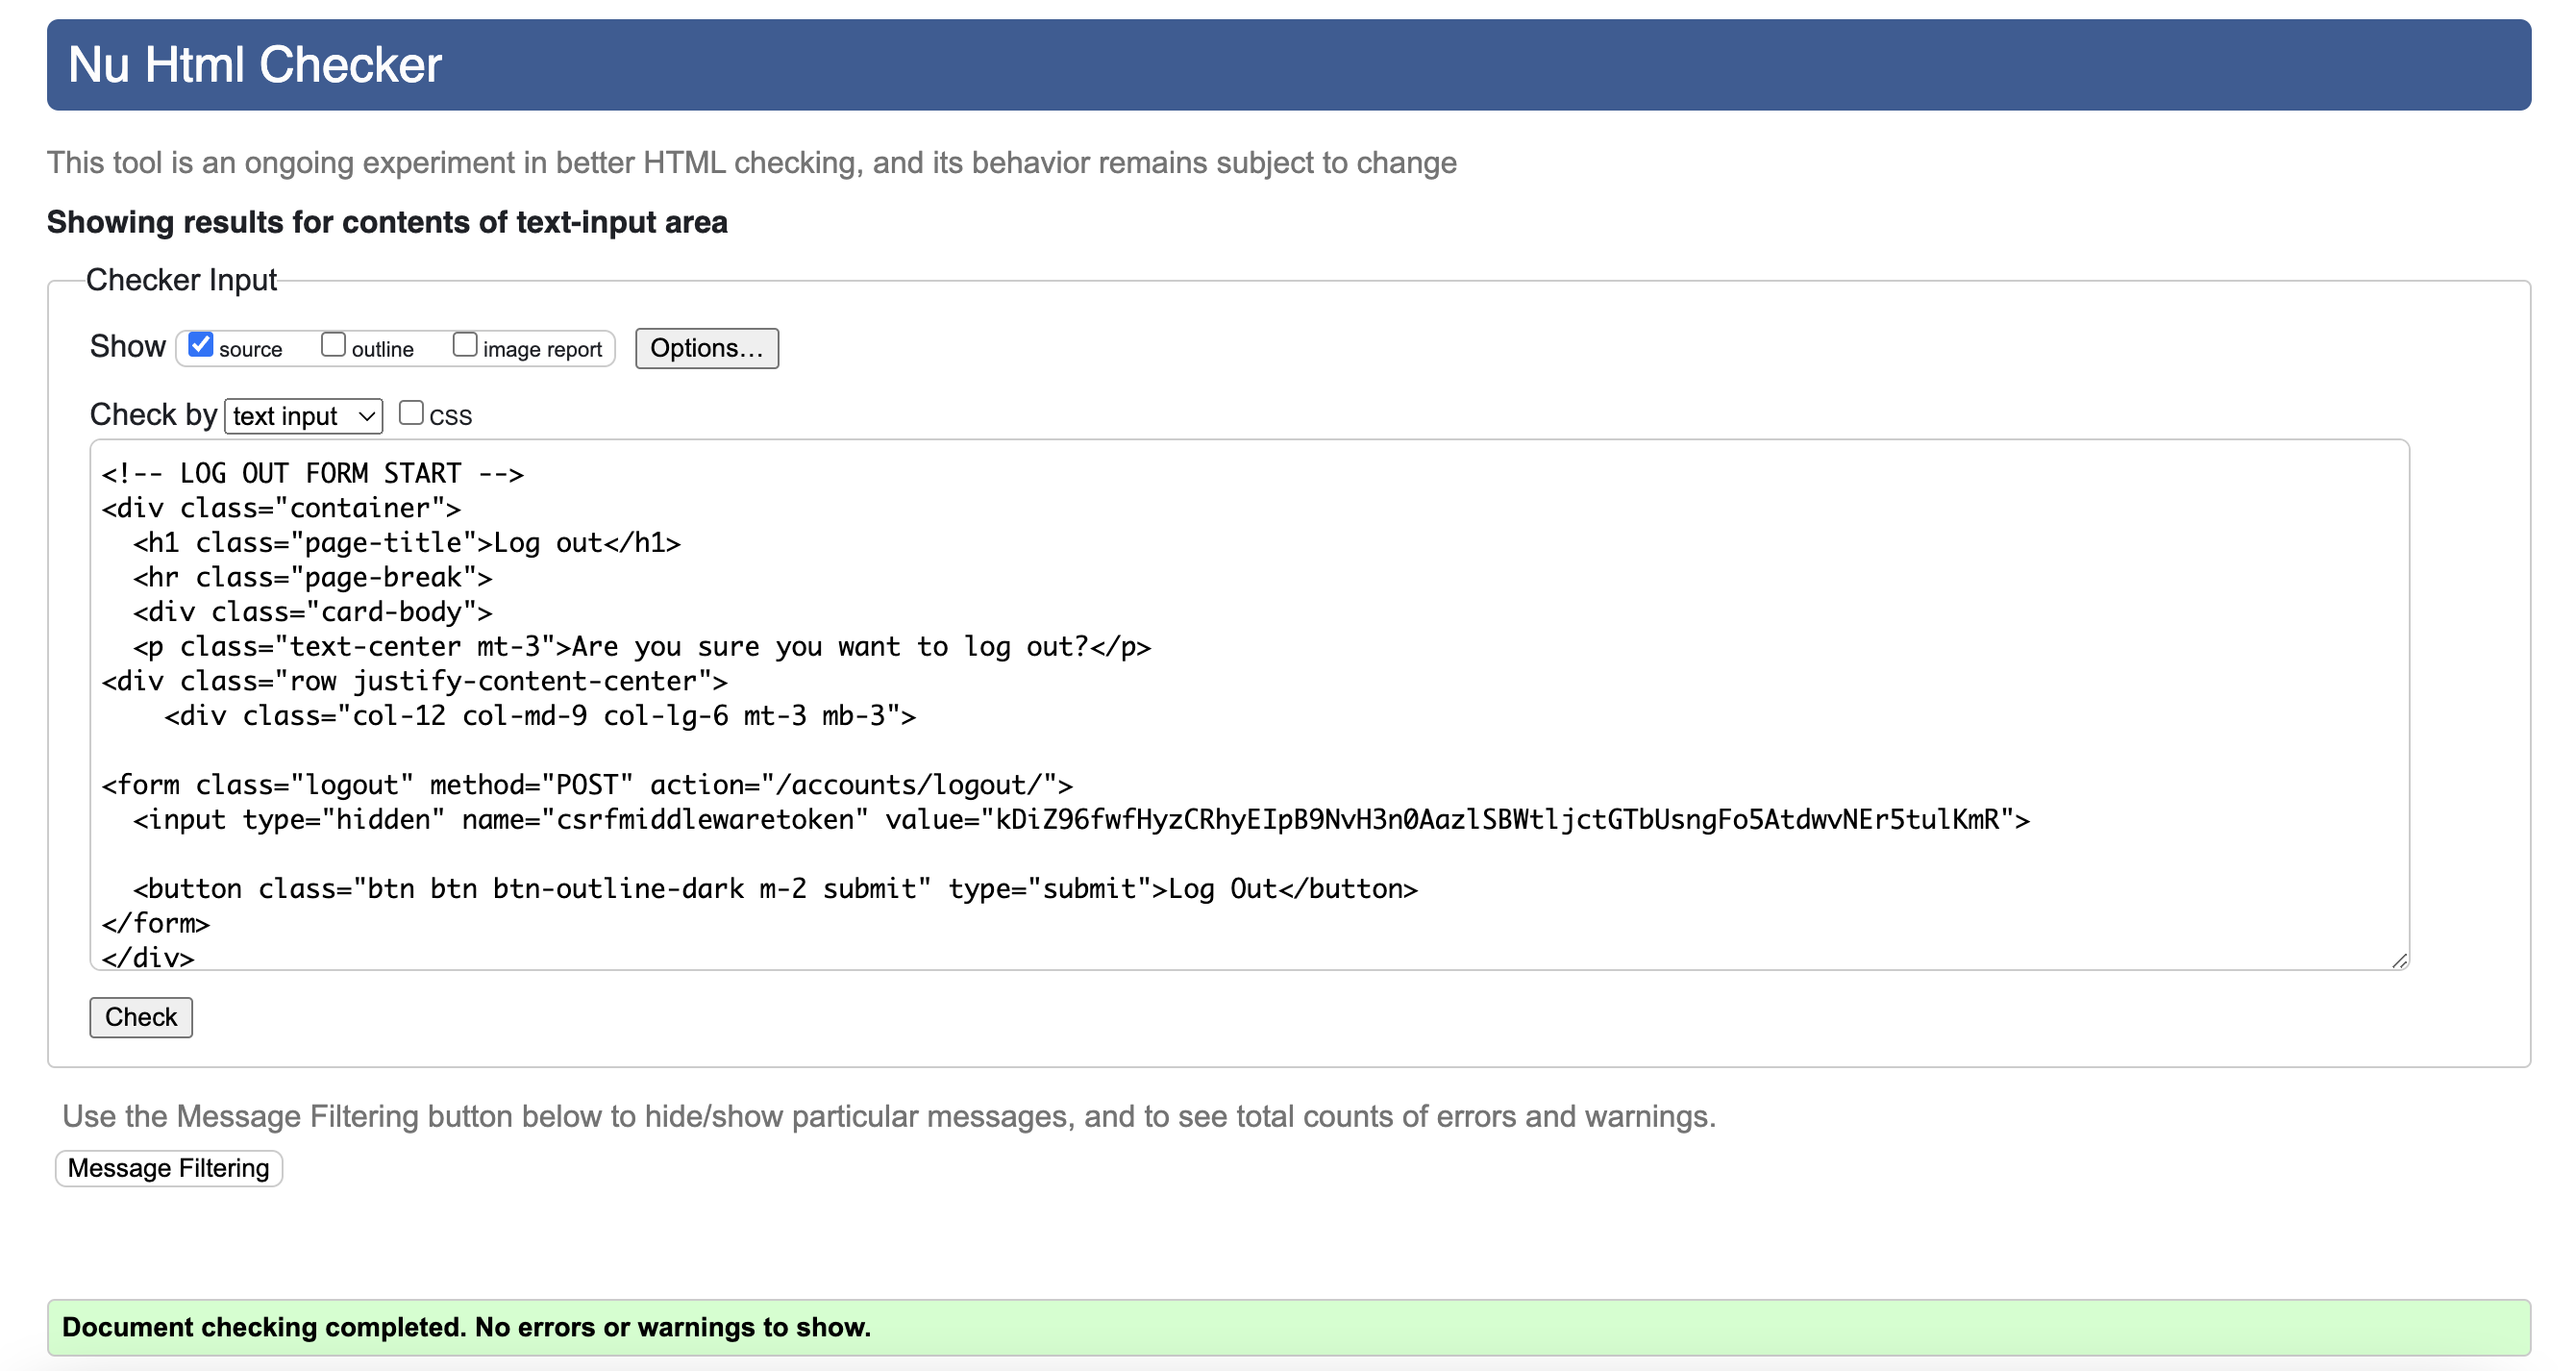 Nu Html Checker
This tool is an ongoing experiment in better HTML checking, and its behavior remains subject to change
Showing results for contents of text-input area
Checker Input
Show source outline image report Options...
Check by text input CSS
<!-- LOG OUT FORM START -->
<div class="container">
  <h1 class="page-title">Log out</h1>
  <hr class="page-break">
  <div class="card-body">
  <p class="text-center mt-3">Are you sure you want to log out?</p>
<div class="row justify-content-center">
    <div class="col-12 col-md-9 col-lg-6 mt-3 mb-3">
<form class="logout" method="POST" action="/accounts/logout/">
  <input type="hidden" name="csrfmiddlewaretoken" value="kDiZ96fwfHyzCRhyEIpB9NvH3n0AazlSBWtljctGTbUsngFo5AtdwvNEr5tulKmR">
  <button class="btn btn btn-outline-dark m-2 submit" type="submit">Log Out</button>
</form>
</div>
Check
Use the Message Filtering button below to hide/show particular messages, and to see total counts of errors and warnings.
Message Filtering
Document checking completed. No errors or warnings to show.